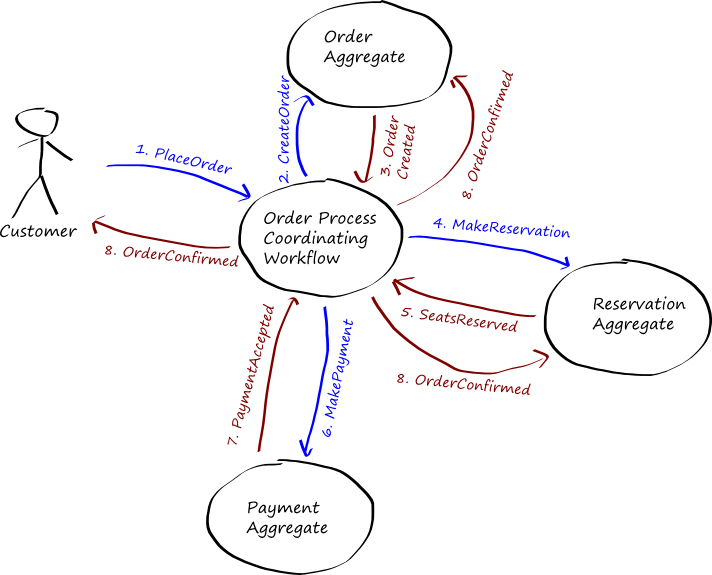 Order
Aggregate
2. CreateOrder
3. Order
Created
8. OrderConfirmed
1. PlaceOrder
Customer
Order Process
Coordinating
Workflow
4. MakeReservation
8. OrderConfirmed
5. SeatsReserved
Reservation
Aggregate
7. PaymentAccepted
6. MakePayment
8. OrderConfirmed
Payment
Aggregate